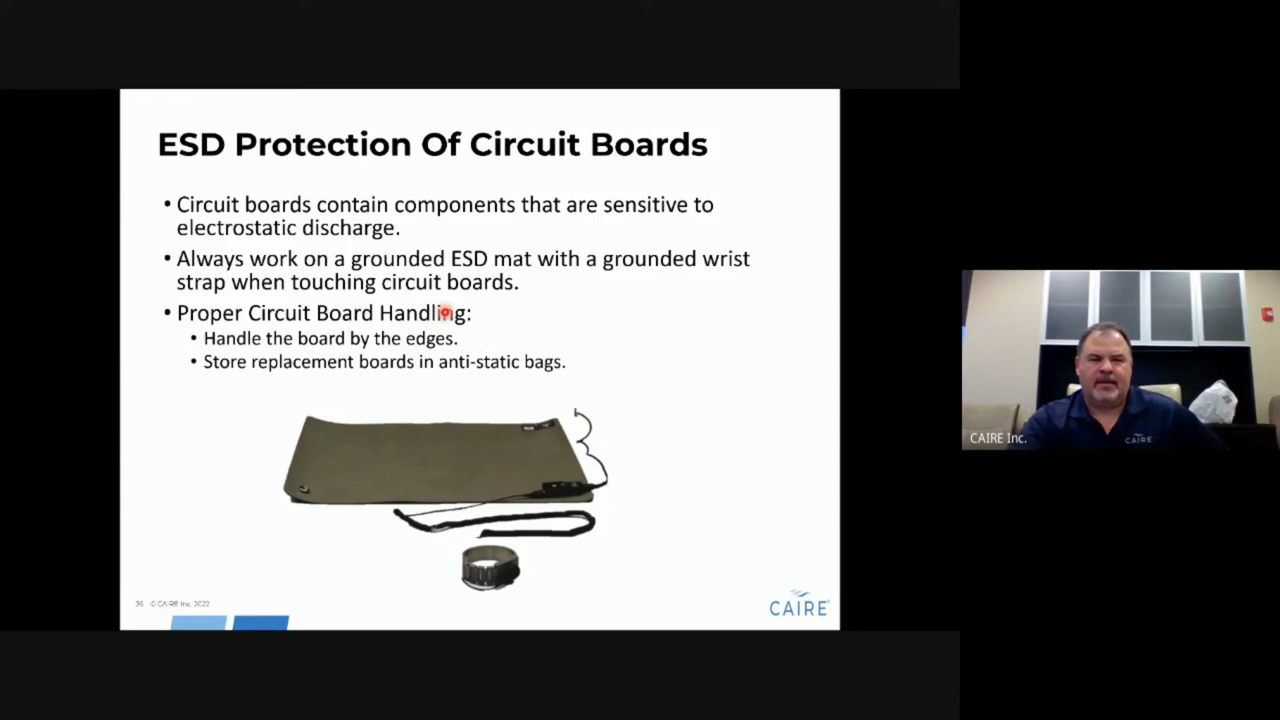 ESD Protection Of Circuit Boards
• Circuit boards contain components that are sensitive to
electrostatic discharge.
• Always work on a grounded ESD mat with a grounded wrist
strap when touching circuit boards.
• Proper Circuit Board Handling:
• Handle the board by the edges.
• Store replacement boards in anti-static bags.
36 © CAIRE Inc. 2022
CAIRE
CAIRE Inc.
CAIRE